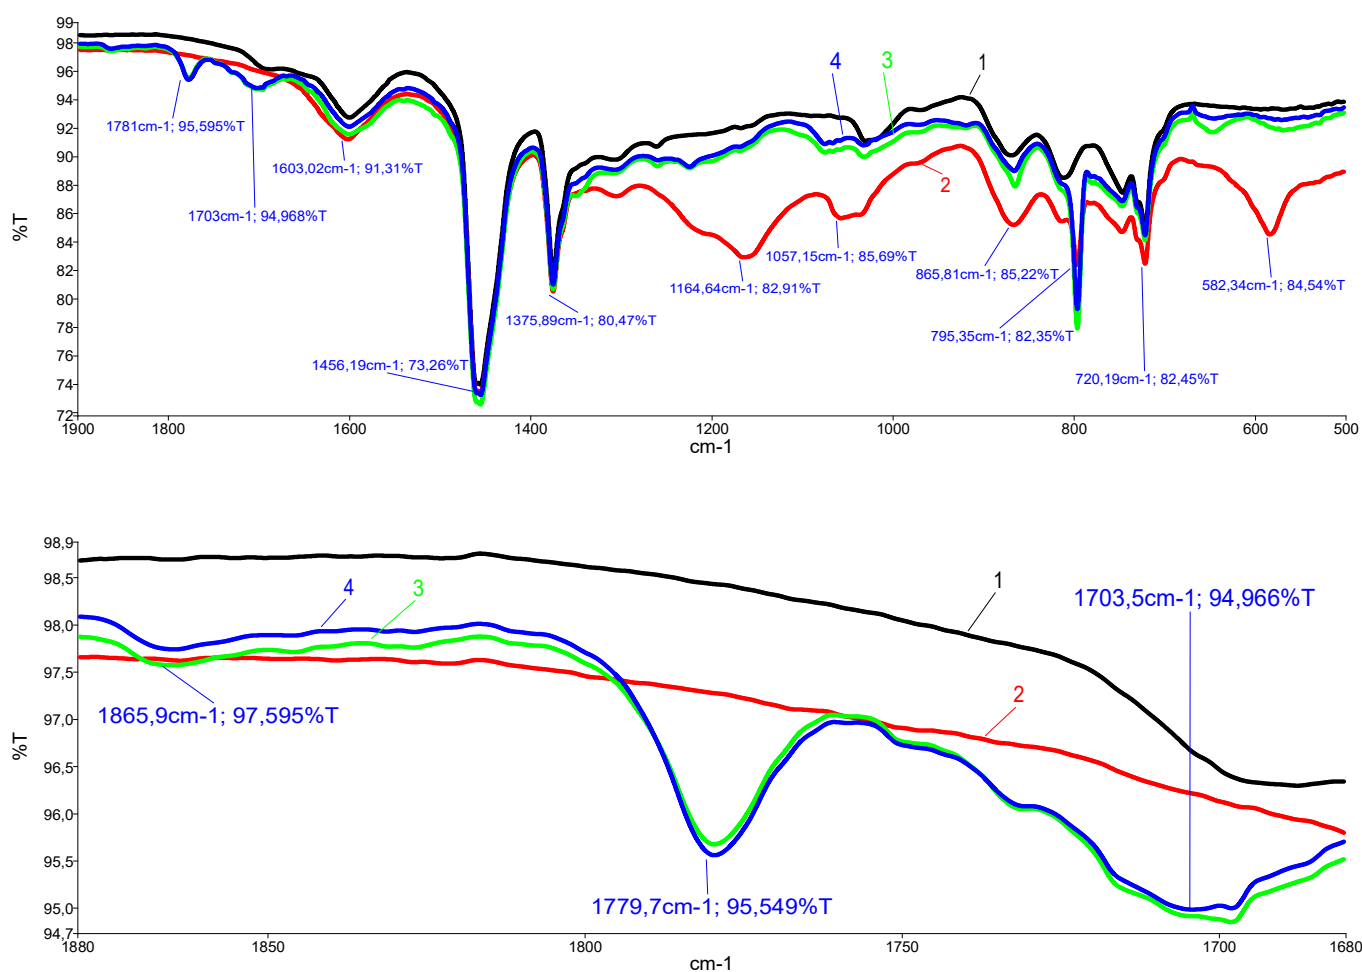 99
98
96
94
92
90
88
86
84
82
80
78
76
74
72
%T
1900
1800
1600
1400
1200
1000
800
600
500
cm-1
4
3
1
2
1781cm-1; 95,595%T
1603,02cm-1; 91,31%T
1703cm-1; 94,968%T
1057,15cm-1; 85,69%T
865,81cm-1; 85,22%T
1164,64cm-1; 82,91%T
582,34cm-1; 84,54%T
1375,89cm-1; 80,47%T
795,35cm-1; 82,35%T
1456,19cm-1; 73,26%T
720,19cm-1; 82,45%T
98,9
98,5
98,0
97,5
97,0
96,5
96,0
95,5
95,0
94,7
%T
1880
1850
1800
1750
1700
1680
cm-1
4
3
1
2
1703,5cm-1; 94,966%T
1865,9cm-1; 97,595%T
1779,7cm-1; 95,549%T